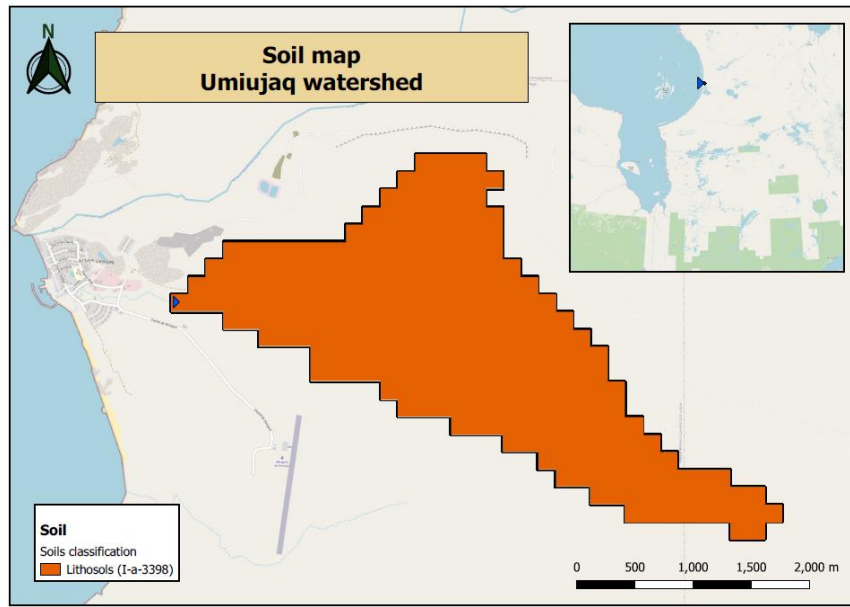 N
Soil map
Umiujaq watershed
Soil
Soils classification
Lithosols (I-a-3398)
0 500 1,000 1,500 2,000 m